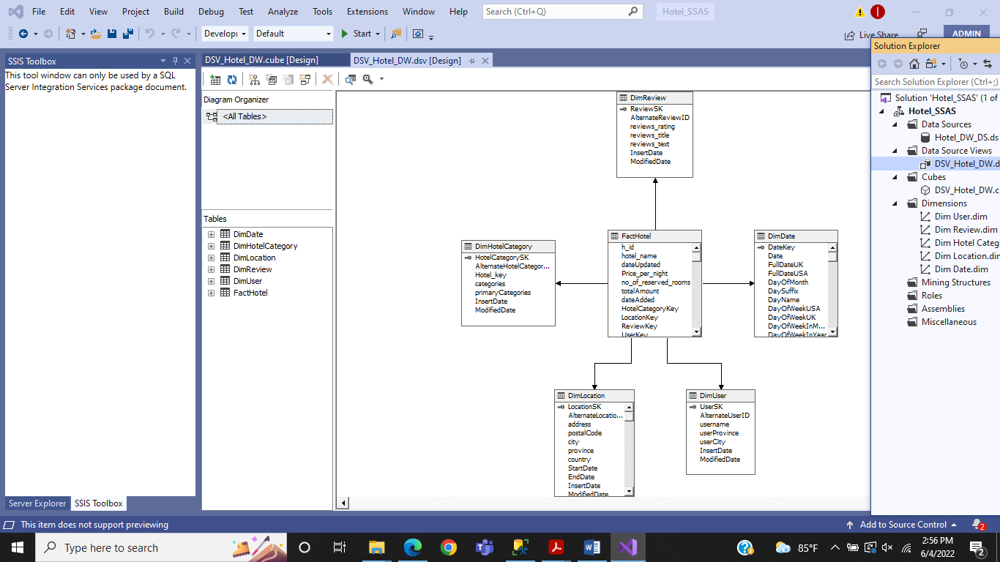 File Edit View Project Build Debug Test Analyze Tools Extensions Window Help Search (Ctrl+Q) Hotel_SSAS
Default Start Live Share ADMIN
SSIS Toolbox
This tool window can only be used by a SQL
Server Integration Services package document.
Server Explorer SSIS Toolbox
DSV_Hotel_DW.cube [Design] DSV_Hotel_DW.dsv [Design]
Diagram Organizer
<All Tables>
Tables
DimDate
DimHotelCategory
DimLocation
DimReview
DimUser
FactHotel
DimReview
ReviewSK
AlternateReviewID
reviews_rating
reviews_title
reviews_text
InsertDate
ModifiedDate
DimHotelCategory
HotelCategorySK
AlternateHotelCategor...
Hotel_key
categories
primaryCategories
InsertDate
ModifiedDate
FactHotel
h_id
hotel_name
dateUpdated
Price_per_night
no_of_reserved_rooms
totalAmount
dateAdded
HotelCategoryKey
LocationKey
ReviewKey
UserKey
DimDate
DateKey
Date
FullDateUK
FullDateUSA
DayOfMonth
DaySuffix
DayName
DayOfWeekUSA
DayOfWeekUK
DayOfWeekInM...
DayOfWeekInYear
DimLocation
LocationSK
AlternateLocatio...
address
postalCode
city
province
country
StartDate
EndDate
InsertDate
ModifiedDate
DimUser
UserSK
AlternateUserID
username
userProvince
userCity
InsertDate
ModifiedDate
Solution Explorer
Search Solution Explorer (Ctrl+;)
Solution 'Hotel_SSAS' (1 of
Hotel_SSAS
Data Sources
Hotel_DW_DS.ds
Data Source Views
DSV_Hotel_DW.d
Cubes
DSV_Hotel_DW.c
Dimensions
Dim User.dim
Dim Review.dim
Dim Hotel Categ
Dim Location.dim
Dim Date.dim
Mining Structures
Roles
Assemblies
Miscellaneous
This item does not support previewing Add to Source Control 2
Type here to search 85°F 2:56 PM
6/4/2022 2